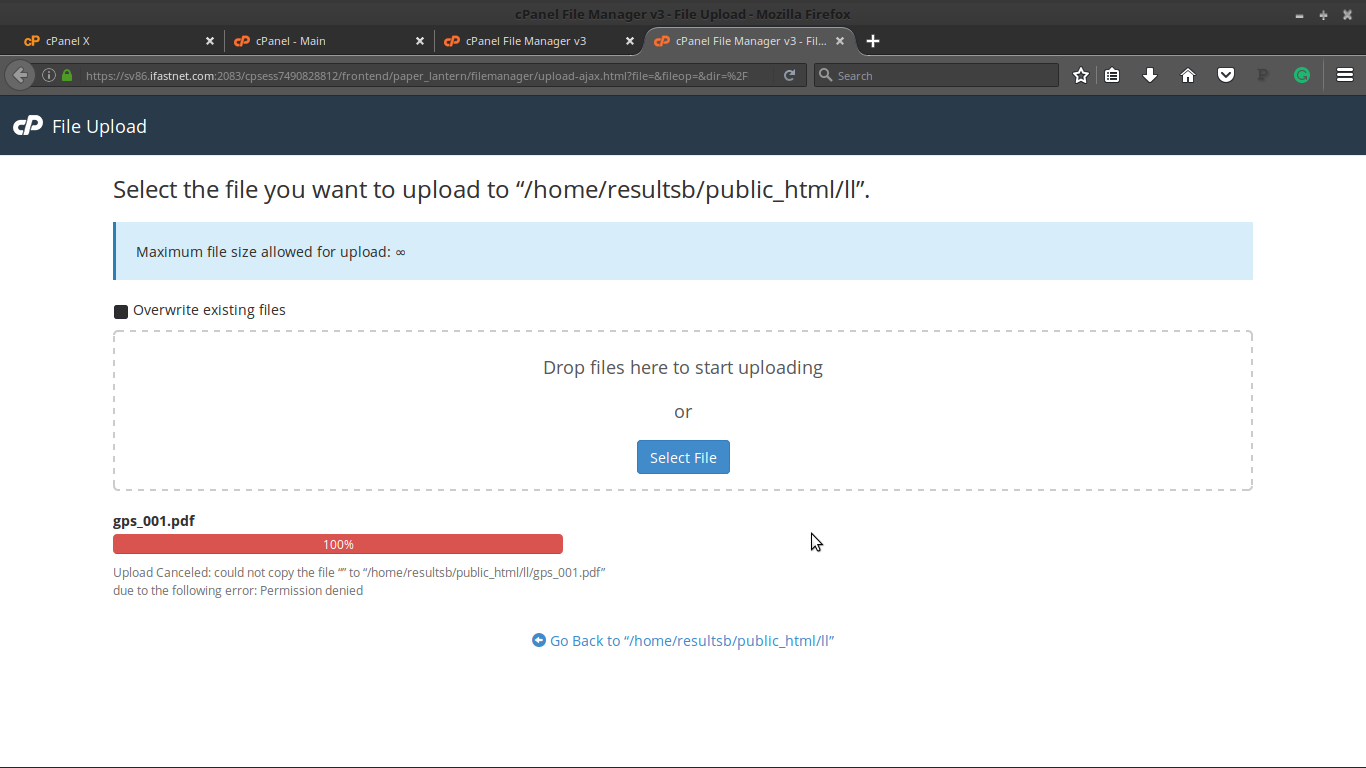 cPanel File Manager v3 - File Upload - Mozilla Firefox
cP cPanel X
cP cPanel - Main
cP cPanel File Manager v3
cP cPanel File Manager v3 - Fil...
https://sv86.ifastnet.com:2083/cpsess7490828812/frontend/paper_lantern/filemanager/upload-ajax.html?file=&fileop=&dir=%2F
Search
cP File Upload
Select the file you want to upload to “/home/resultsb/public_html/ll”.
Maximum file size allowed for upload: ∞
Overwrite existing files
Drop files here to start uploading
or
Select File
gps_001.pdf
100%
Upload Canceled: could not copy the file “” to “/home/resultsb/public_html/ll/gps_001.pdf”
due to the following error: Permission denied
Go Back to “/home/resultsb/public_html/ll”